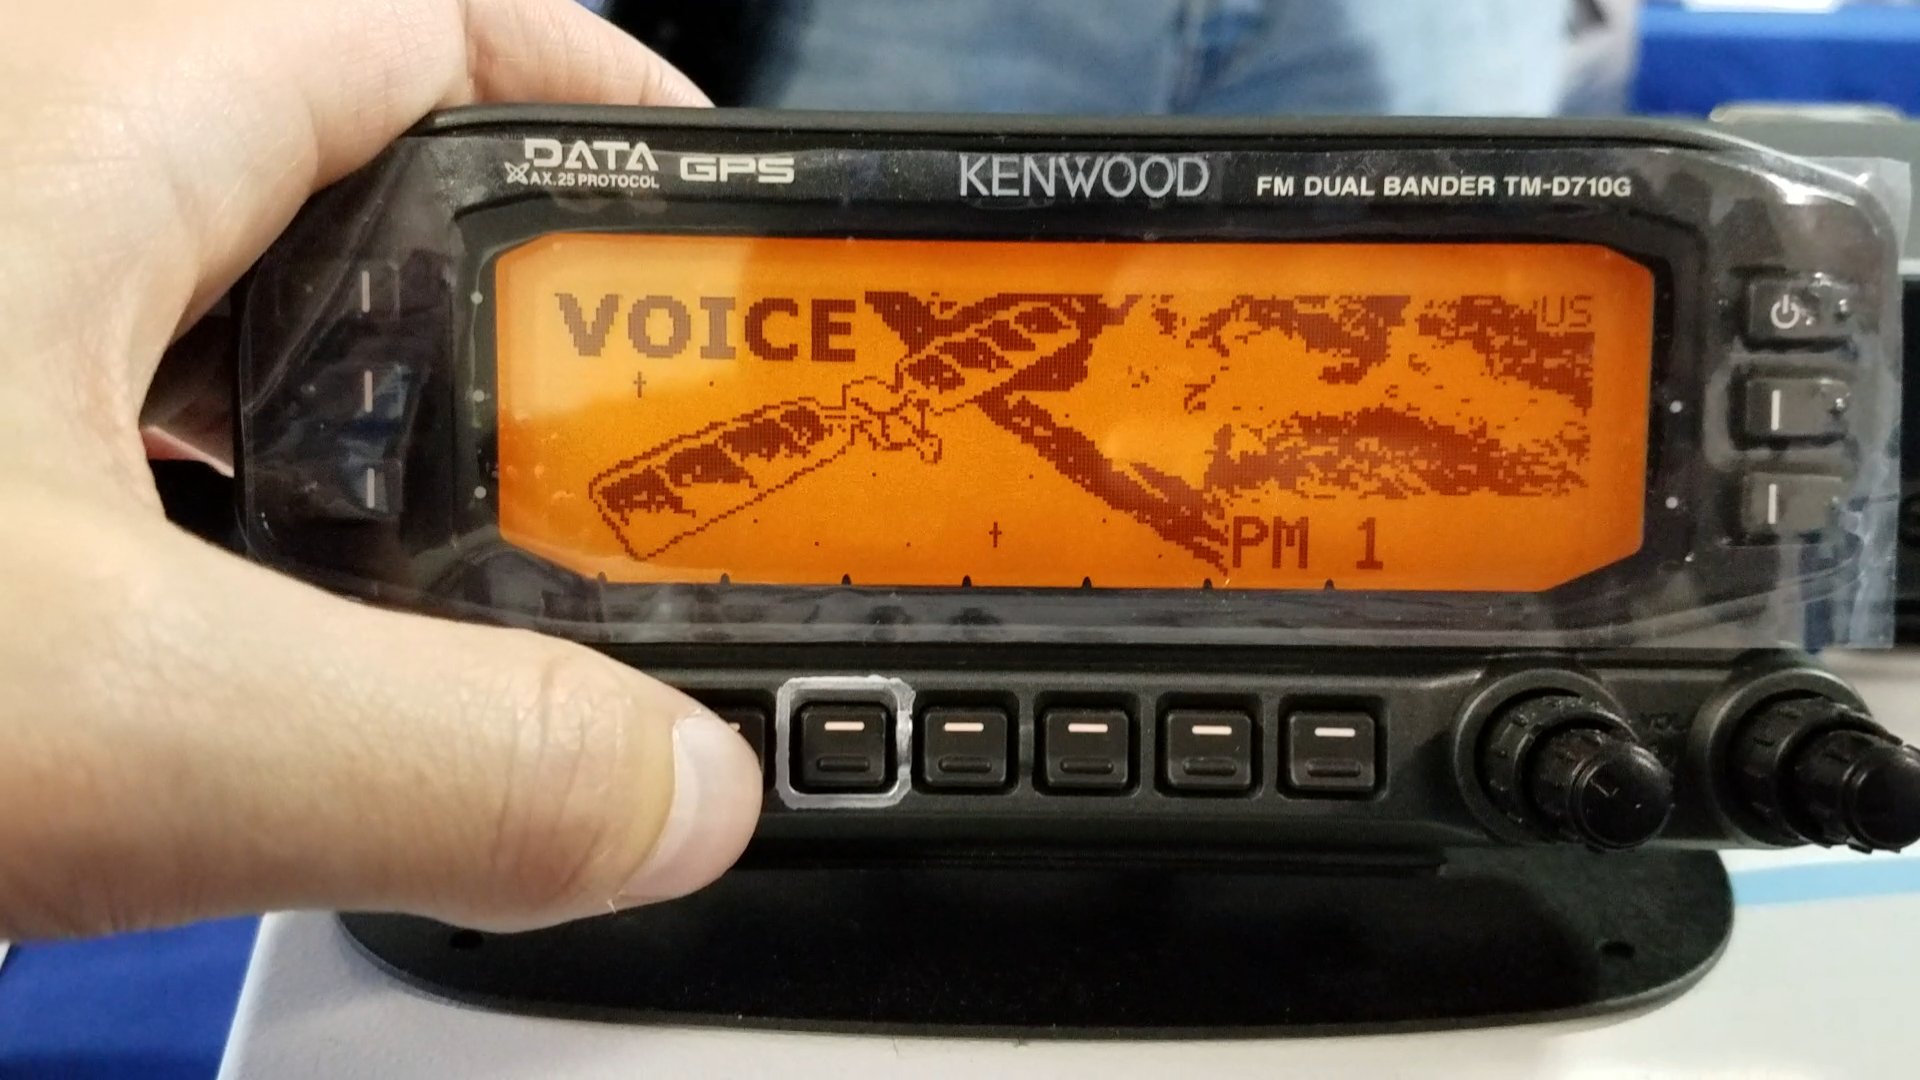 DATA
AX.25 PROTOCOL
GPS
KENWOOD
FM DUAL BANDER TM-D710G
VOICE
US
PM 1